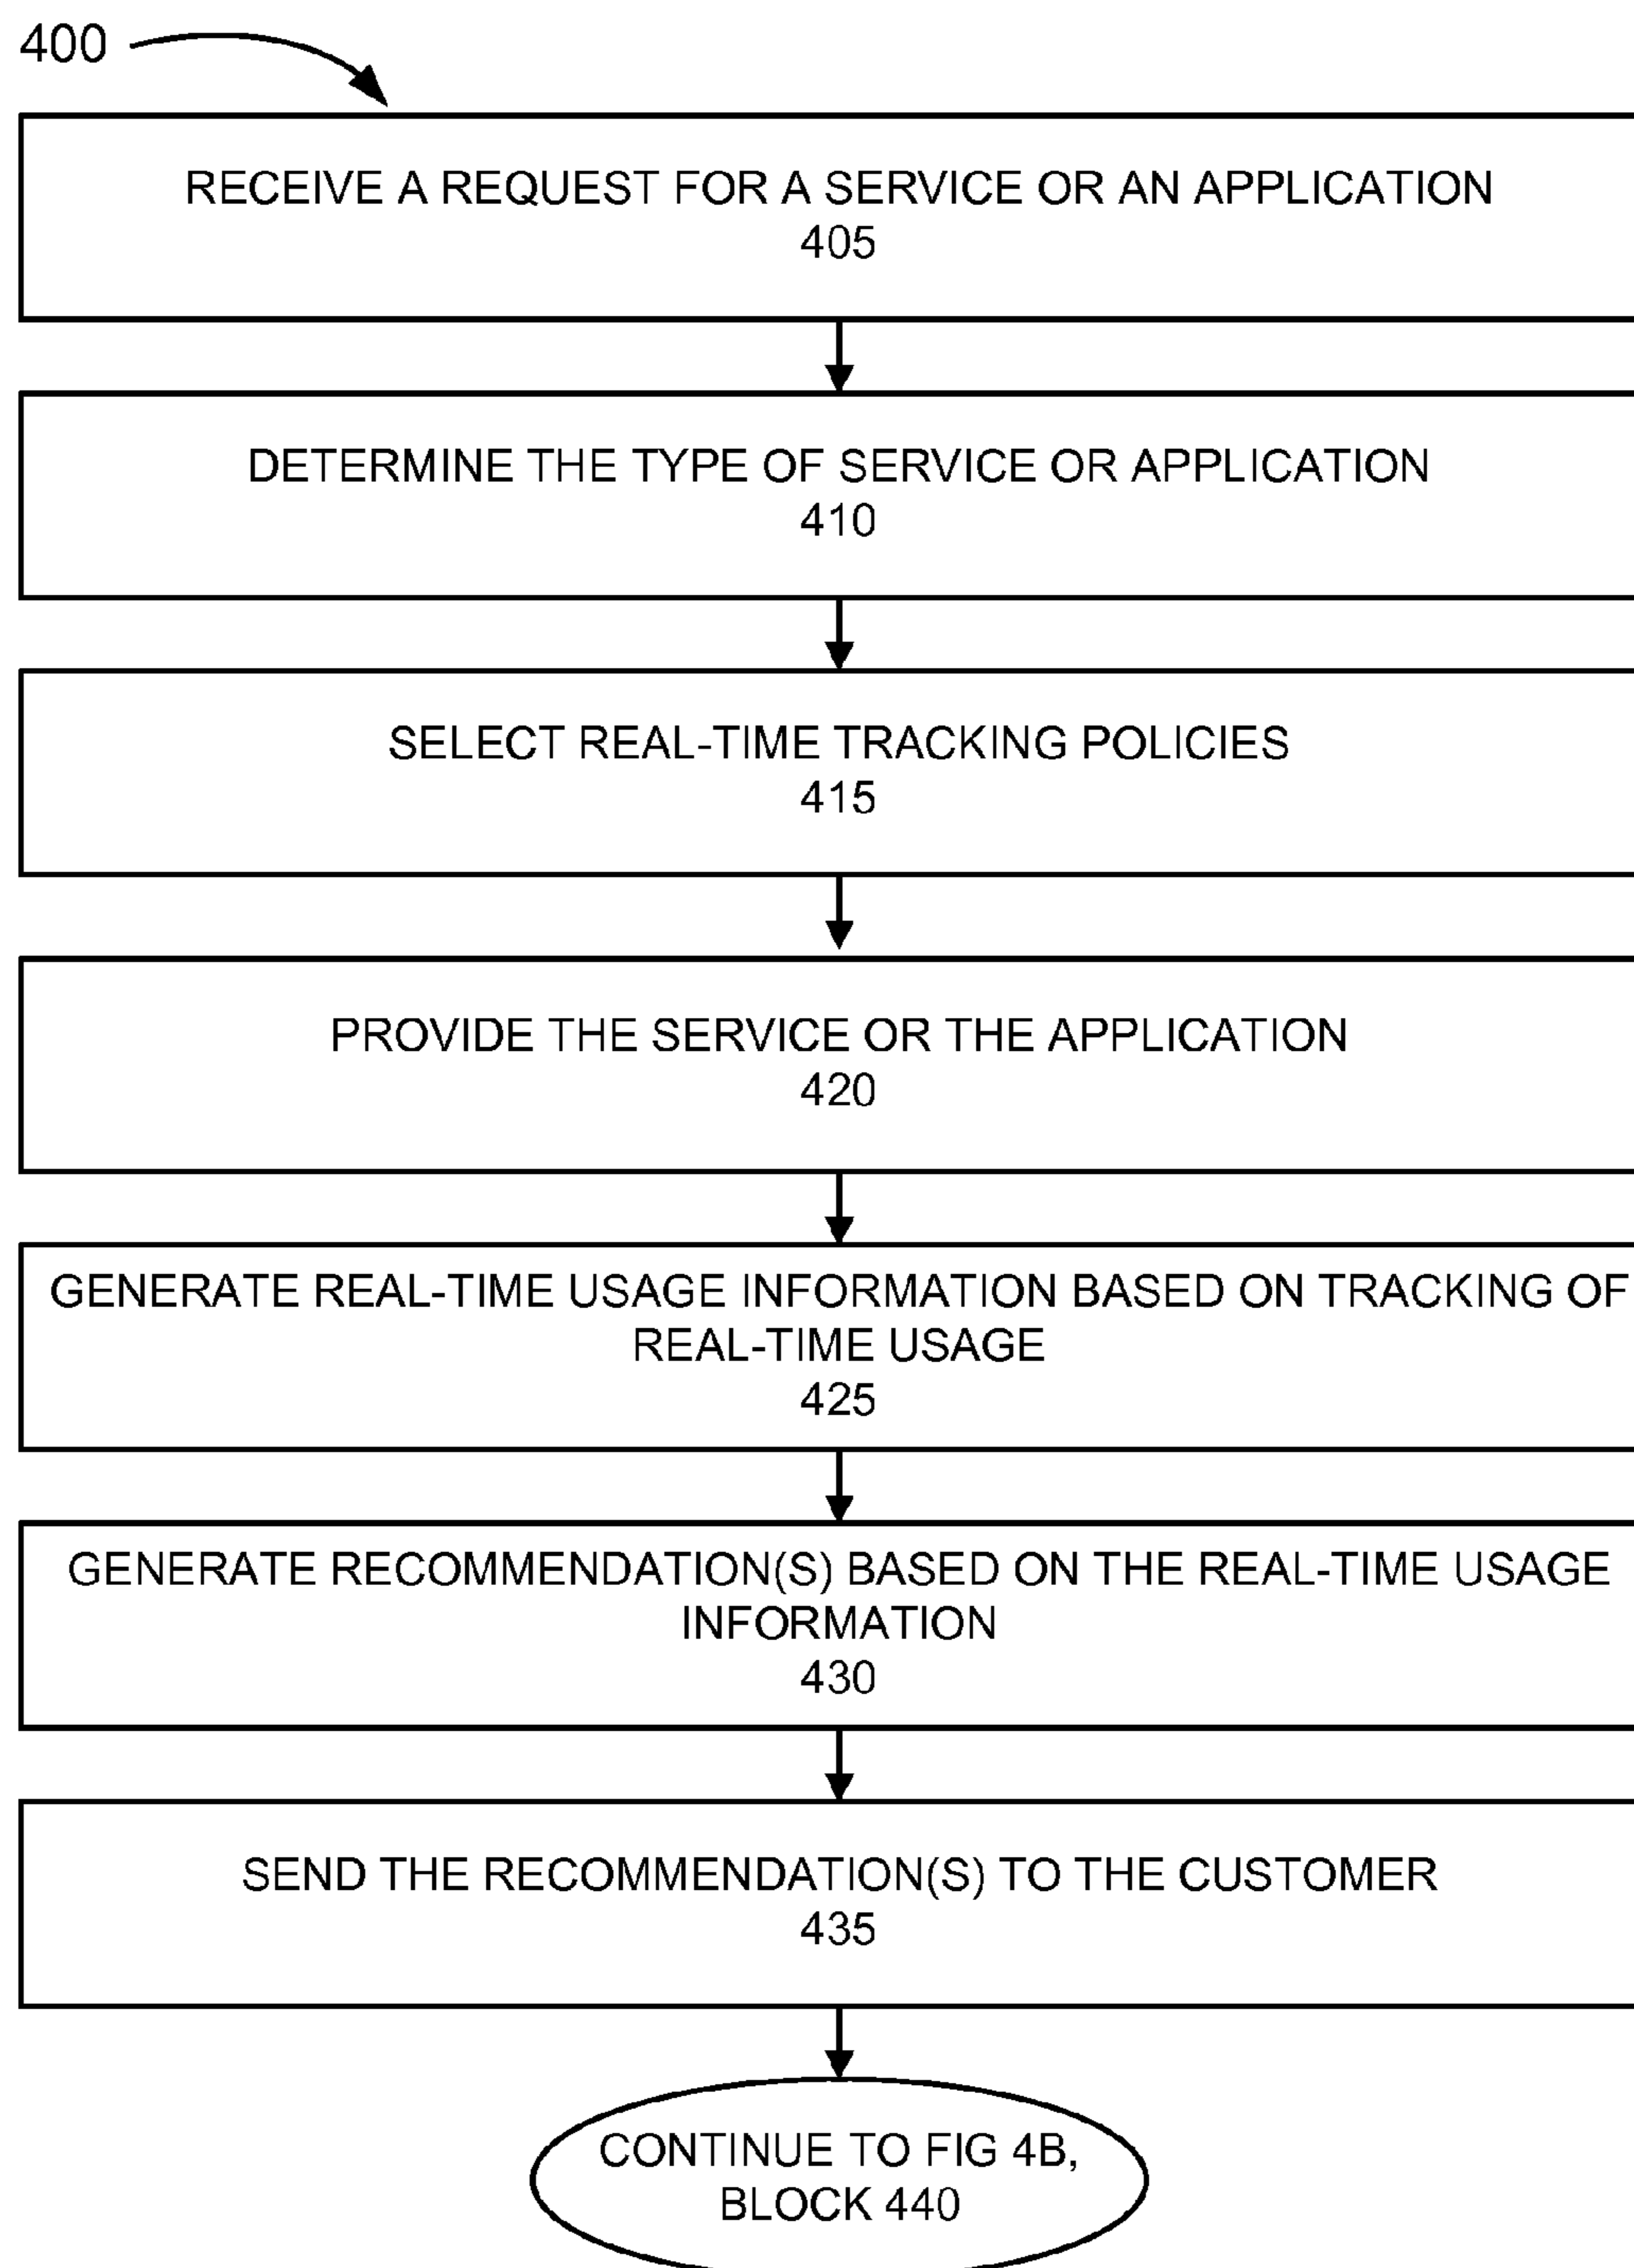 400
RECEIVE A REQUEST FOR A SERVICE OR AN APPLICATION
405
DETERMINE THE TYPE OF SERVICE OR APPLICATION
410
SELECT REAL-TIME TRACKING POLICIES
415
PROVIDE THE SERVICE OR THE APPLICATION
420
GENERATE REAL-TIME USAGE INFORMATION BASED ON TRACKING OF
REAL-TIME USAGE
425
GENERATE RECOMMENDATION(S) BASED ON THE REAL-TIME USAGE
INFORMATION
430
SEND THE RECOMMENDATION(S) TO THE CUSTOMER
435
CONTINUE TO FIG 4B,
BLOCK 440